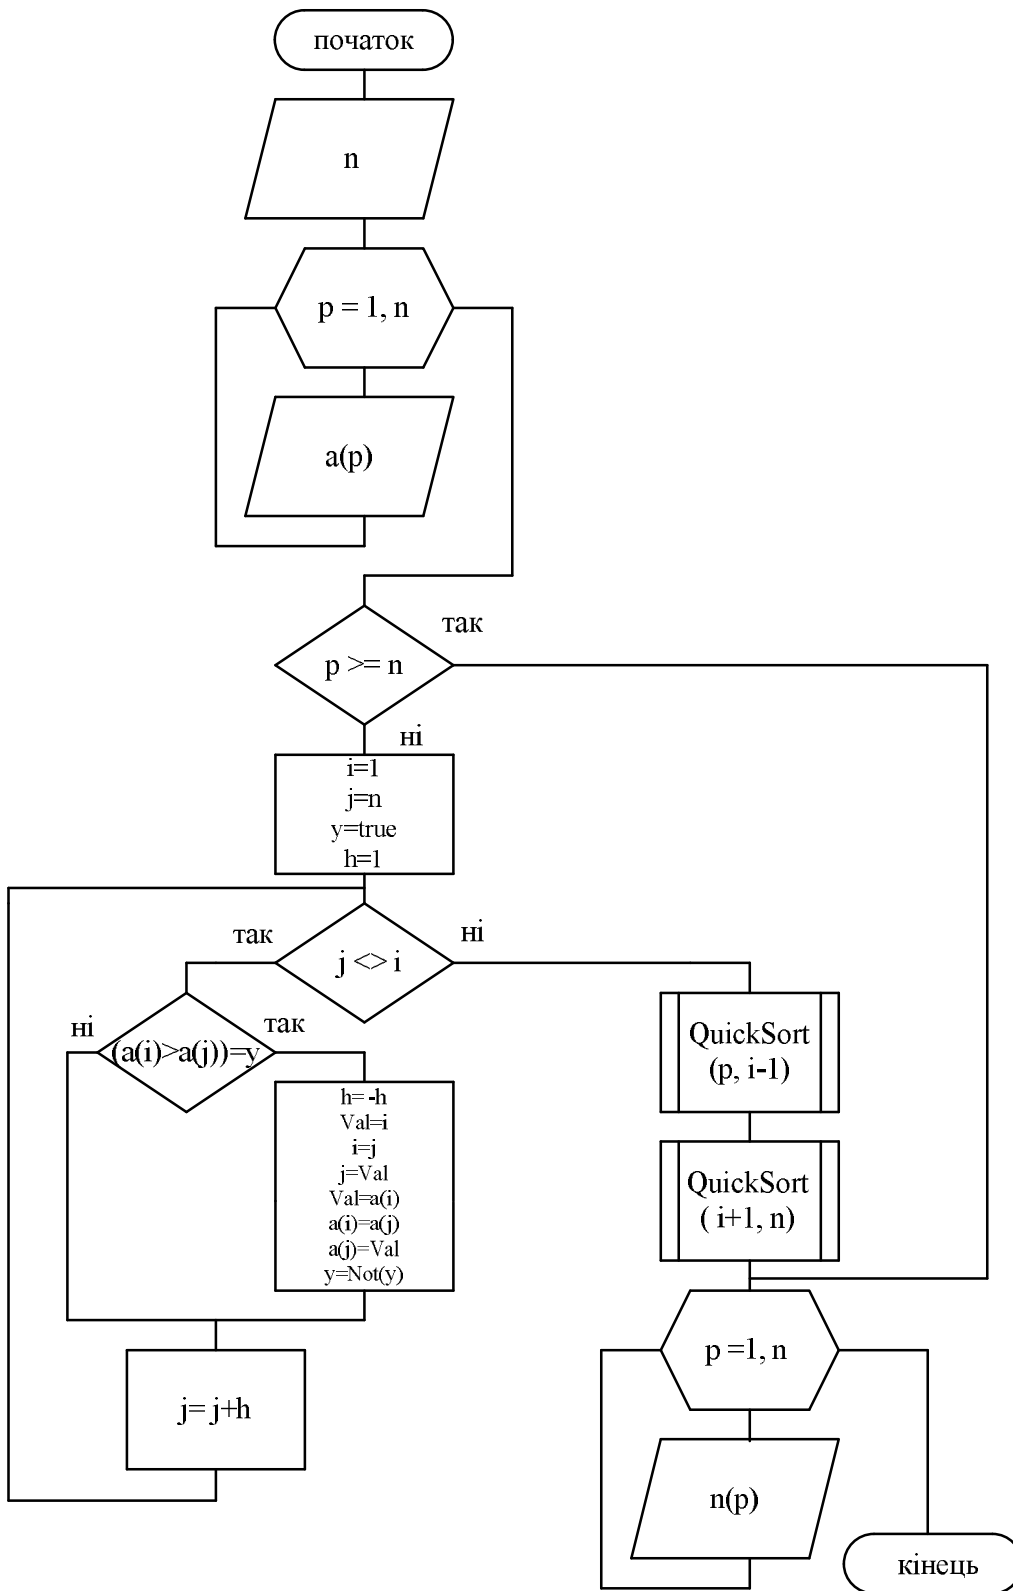 початок
n
p = 1, n
a(p)
так
p >= n
ні
i=1
j=n
y=true
h=1
так
ні
j <> i
ні
так
(a(i)>a(j))=y
h= -h
Val=i
i=j
j=Val
Val=a(i)
a(i)=a(j)
a(j)=Val
y=Not(y)
j= j+h
QuickSort
(p, i-1)
QuickSort
( i+1, n)
p =1, n
n(p)
кінець